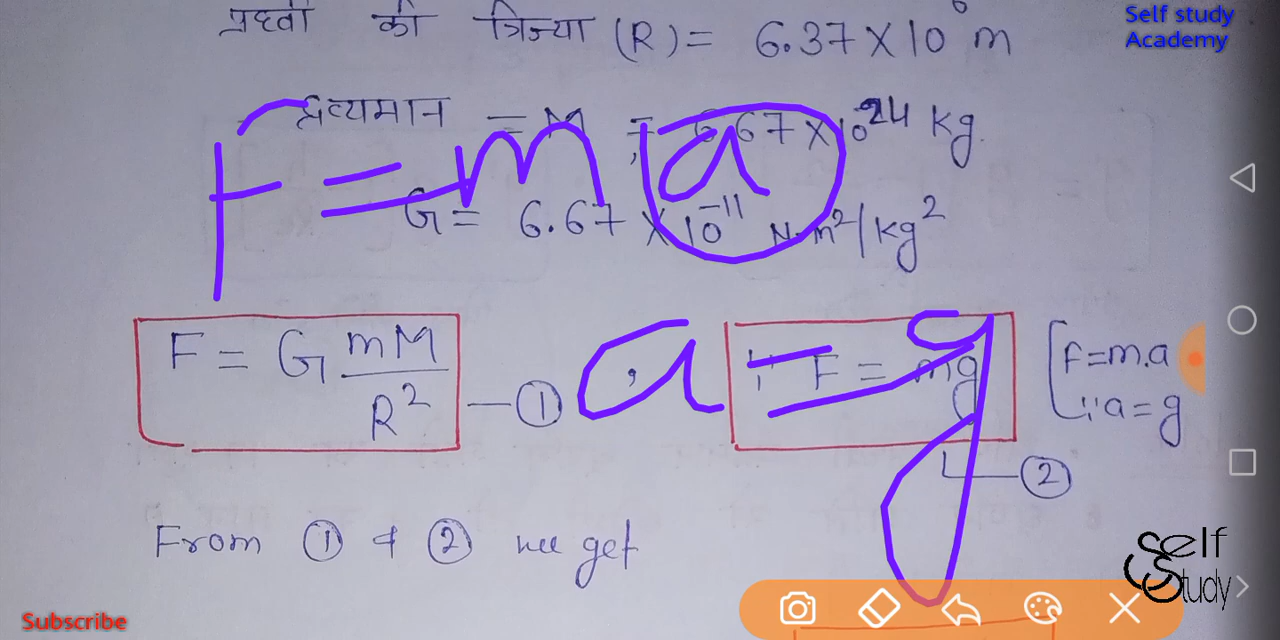 Self study
Academy
की त्रिज्या (R) = 6.37 × 10 m
द्रव्यमान = M = 6.67 × 10²⁴ kg.
F = ma
G = 6.67 × 10⁻¹¹ N·m²/kg²
F = G mM/R² — ①
a = g
∵ F = mg — ②
[F = m.a
∵ a = g
From ① & ② we get
Self
Study
Subscribe